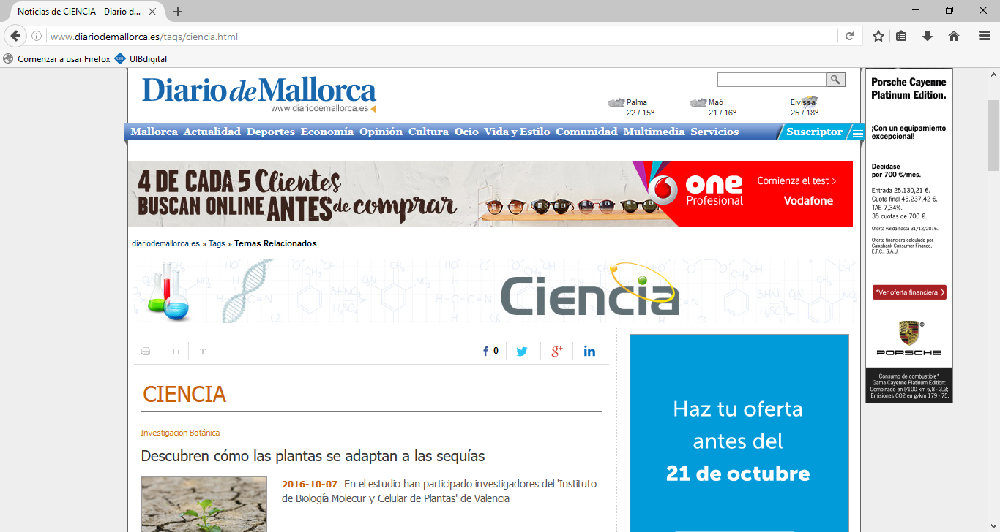 Noticias de CIENCIA - Diario d...
www.diariodemallorca.es/tags/ciencia.html
Comenzar a usar Firefox UIBdigital
Diario de Mallorca
www.diariodemallorca.es
Palma
22 / 15º
Maó
21 / 16º
Eivissa
25 / 18º
Mallorca Actualidad Deportes Economía Opinión Cultura Ocio Vida y Estilo Comunidad Multimedia Servicios Suscriptor
4 DE CADA 5 Clientes
BUSCAN ONLINE ANTES de comprar
one
Profesional
Comienza el test >
Vodafone
diariodemallorca.es » Tags » Temas Relacionados
Ciencia
T+ T-
f 0
g+
in
CIENCIA
Investigación Botánica
Descubren cómo las plantas se adaptan a las sequías
2016-10-07 En el estudio han participado investigadores del 'Instituto
de Biología Molecur y Celular de Plantas' de Valencia
Haz tu oferta
antes del
21 de octubre
Porsche Cayenne
Platinum Edition.
¡Con un equipamiento
excepcional!
Decídase
por 700 €/mes.
Entrada 25.130,21 €.
Cuota final 45.237,42 €.
TAE 7,34%.
35 cuotas de 700 €.
Oferta válida hasta 31/12/2016.
Oferta financiera calculada por
Caixabank Consumer Finance,
E.F.C., S.A.U.
*Ver oferta financiera >
PORSCHE
Consumo de combustible*
Gama Cayenne Platinum Edition:
Combinado en l/100 km 6,8 - 3,3;
Emisiones CO2 en g/km 179 - 75.